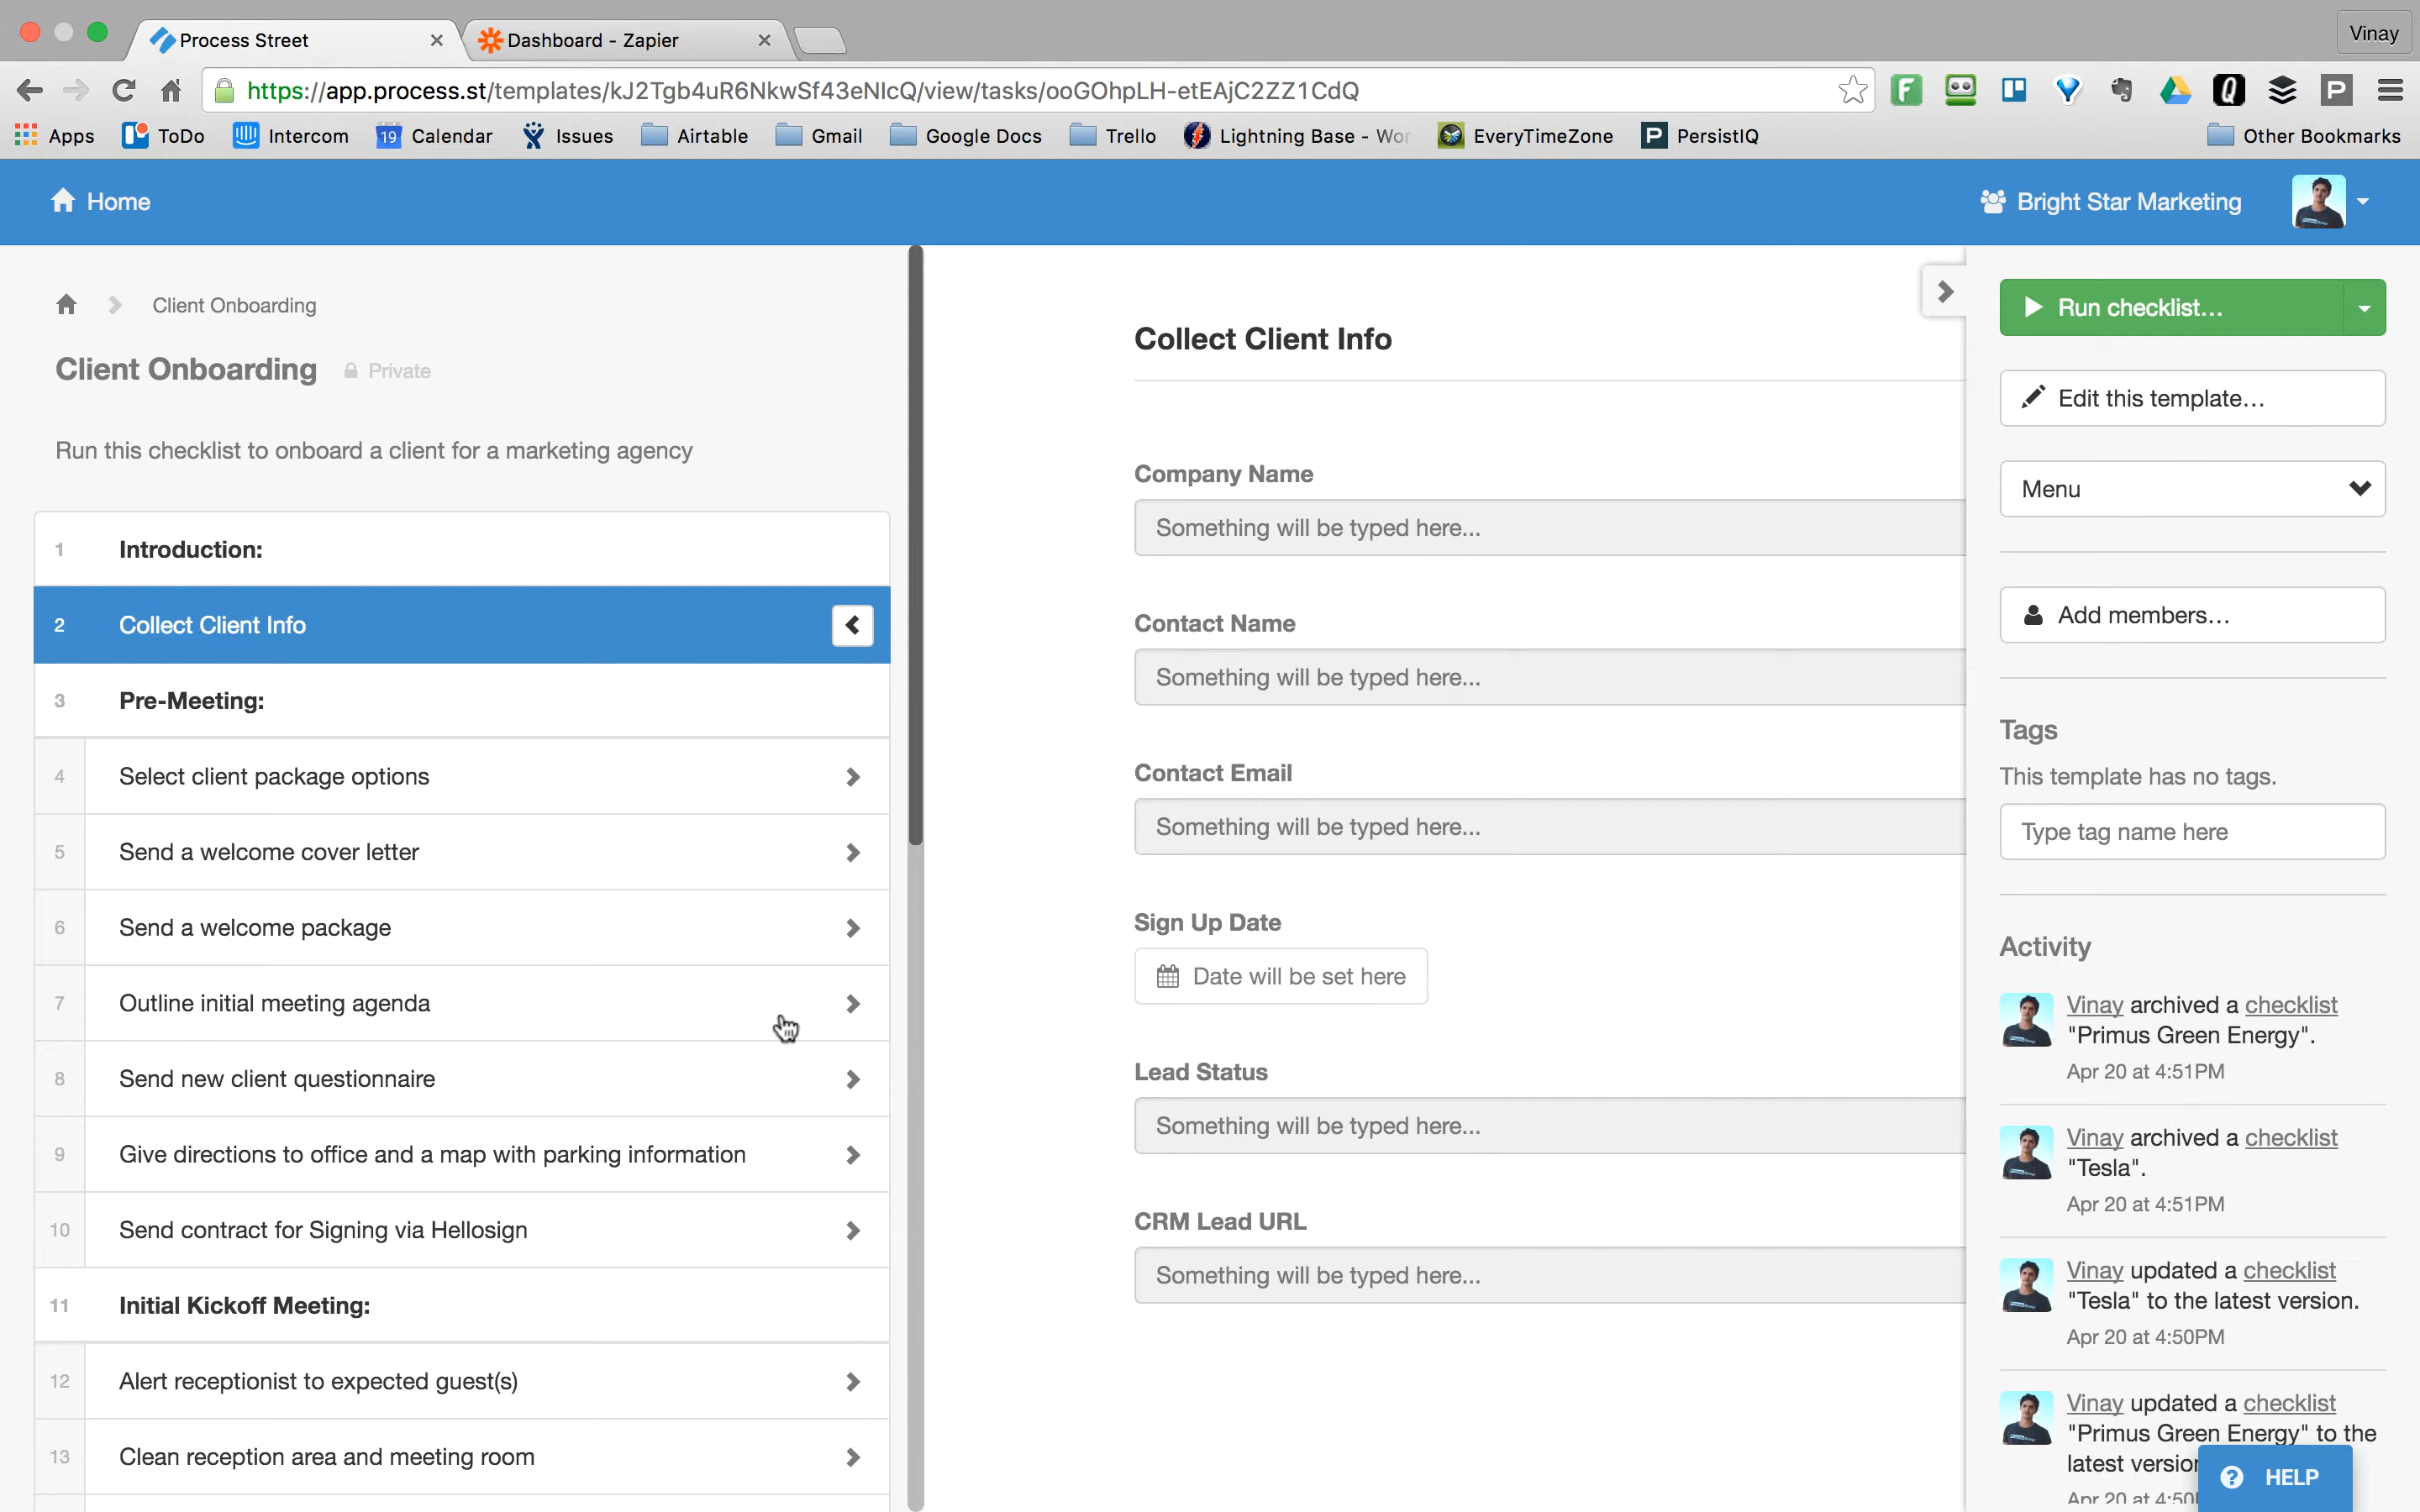 Process Street
Dashboard - Zapier
Vinay
https://app.process.st/templates/kJ2Tgb4uR6NkwSf43eNIcQ/view/tasks/ooGOhpLH-etEAjC2ZZ1CdQ
Apps
ToDo
Intercom
19
Calendar
Issues
Airtable
Gmail
Google Docs
Trello
Lightning Base - Wor
EveryTimeZone
PersistIQ
Other Bookmarks
Home
Bright Star Marketing
Client Onboarding
Client Onboarding
Private
Run this checklist to onboard a client for a marketing agency
1 Introduction:
2 Collect Client Info
3 Pre-Meeting:
4 Select client package options
5 Send a welcome cover letter
6 Send a welcome package
7 Outline initial meeting agenda
8 Send new client questionnaire
9 Give directions to office and a map with parking information
10 Send contract for Signing via Hellosign
11 Initial Kickoff Meeting:
12 Alert receptionist to expected guest(s)
13 Clean reception area and meeting room
Collect Client Info
Company Name
Something will be typed here...
Contact Name
Something will be typed here...
Contact Email
Something will be typed here...
Sign Up Date
Date will be set here
Lead Status
Something will be typed here...
CRM Lead URL
Something will be typed here...
Run checklist...
Edit this template...
Menu
Add members...
Tags
This template has no tags.
Type tag name here
Activity
Vinay archived a checklist
"Primus Green Energy".
Apr 20 at 4:51PM
Vinay archived a checklist
"Tesla".
Apr 20 at 4:51PM
Vinay updated a checklist
"Tesla" to the latest version.
Apr 20 at 4:50PM
Vinay updated a checklist
"Primus Green Energy" to the
latest version
Apr 20 at 4:50
HELP